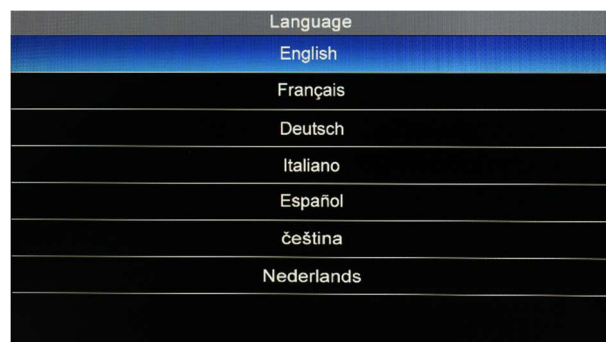 Language
English
Français
Deutsch
Italiano
Español
čeština
Nederlands